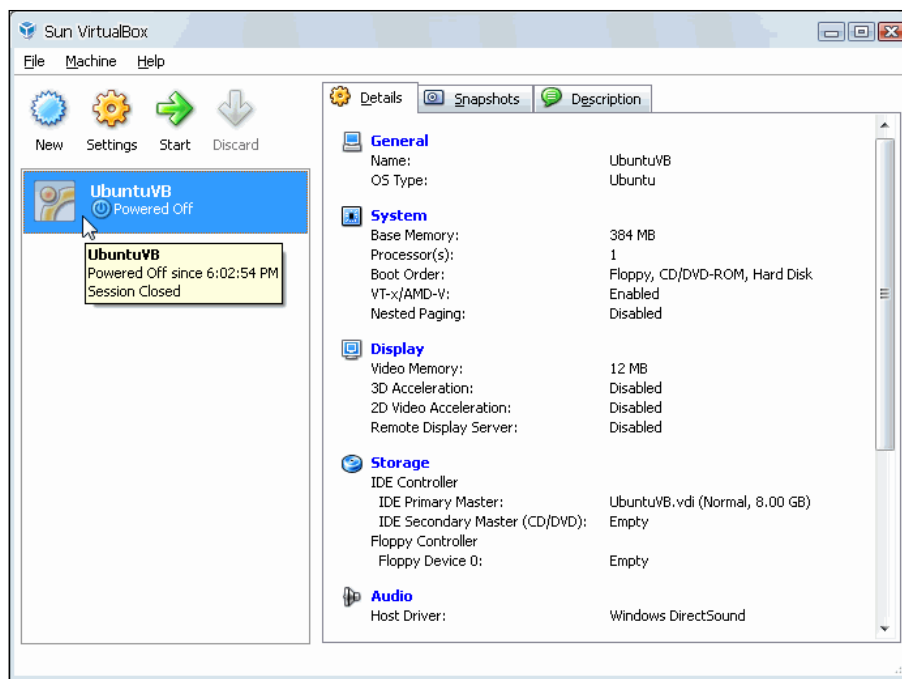 Sun VirtualBox
File Machine Help
New Settings Start Discard
UbuntuVB
Powered Off
UbuntuVB
Powered Off since 6:02:54 PM
Session Closed
Details Snapshots Description
General
Name: UbuntuVB
OS Type: Ubuntu
System
Base Memory: 384 MB
Processor(s): 1
Boot Order: Floppy, CD/DVD-ROM, Hard Disk
VT-x/AMD-V: Enabled
Nested Paging: Disabled
Display
Video Memory: 12 MB
3D Acceleration: Disabled
2D Video Acceleration: Disabled
Remote Display Server: Disabled
Storage
IDE Controller
IDE Primary Master: UbuntuVB.vdi (Normal, 8.00 GB)
IDE Secondary Master (CD/DVD): Empty
Floppy Controller
Floppy Device 0: Empty
Audio
Host Driver: Windows DirectSound